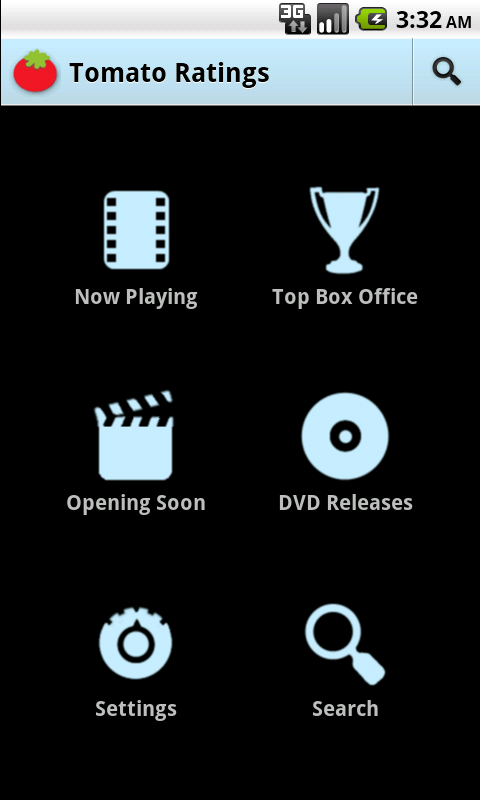 3G 3:32 AM
Tomato Ratings
Now Playing Top Box Office
Opening Soon DVD Releases
Settings Search